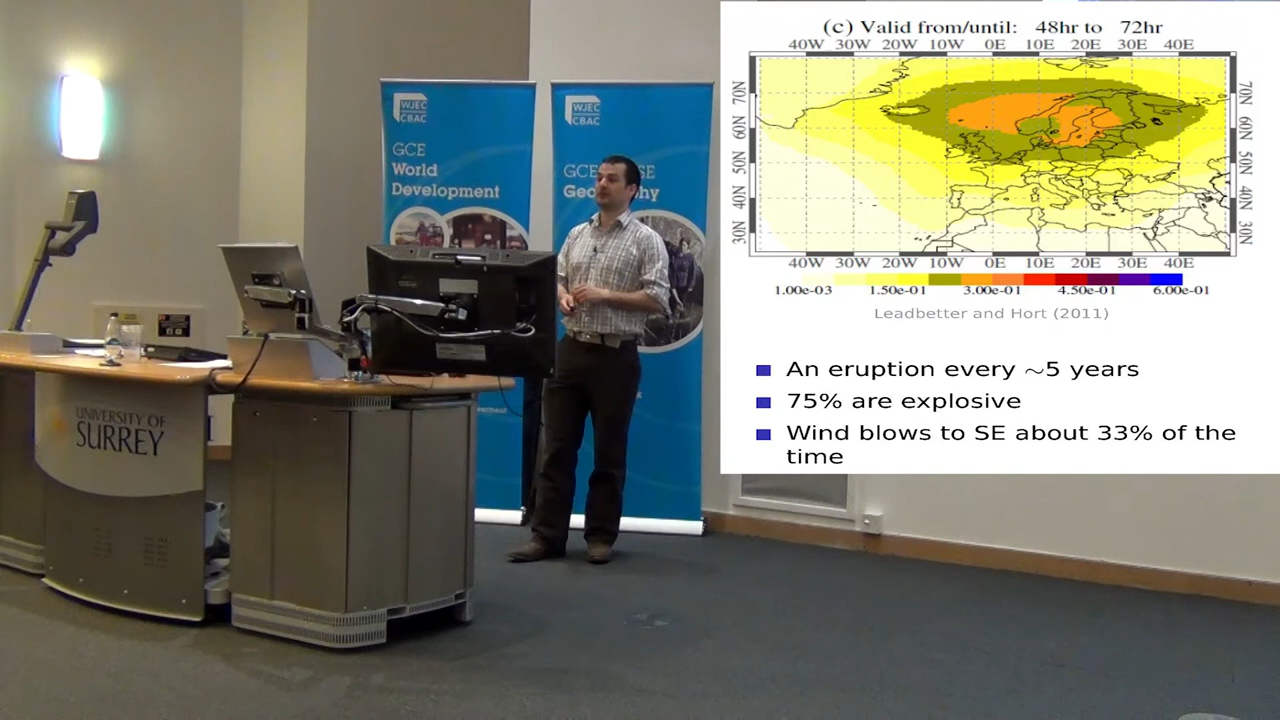 (c) Valid from/until: 48hr to 72hr
40W 30W 20W 10W 0E 10E 20E 30E 40E
70N 70N
60N 60N
50N 50N
40N 40N
30N 30N
40W 30W 20W 10W 0E 10E 20E 30E 40E
1.00e-03 1.50e-01 3.00e-01 4.50e-01 6.00e-01
Leadbetter and Hort (2011)
An eruption every ~5 years
75% are explosive
Wind blows to SE about 33% of the
time
WJEC
CBAC
GCE
World
Development
WJEC
CBAC
GCE
UNIVERSITY OF
SURREY